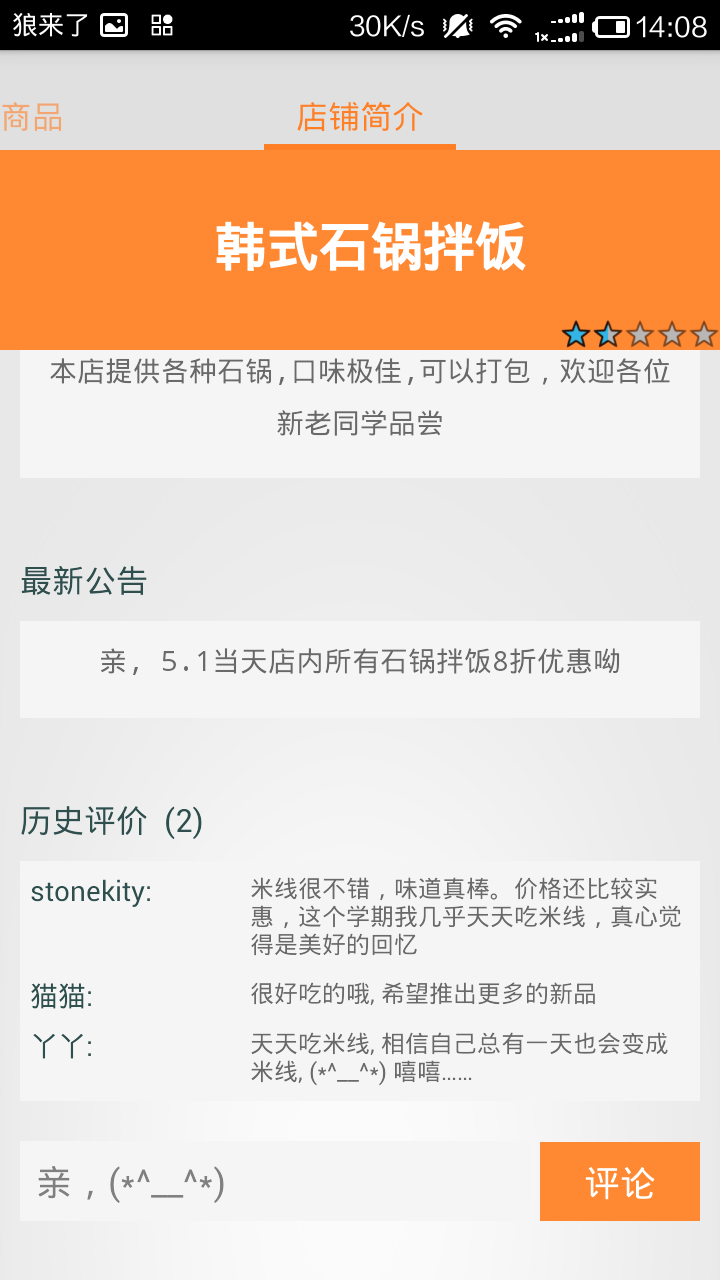 狼来了 30K/s 1× 14:08
商品 店铺简介
韩式石锅拌饭
本店提供各种石锅,口味极佳,可以打包，欢迎各位
新老同学品尝
最新公告
亲, 5.1当天店内所有石锅拌饭8折优惠呦
历史评价 (2)
stonekity: 米线很不错，味道真棒。价格还比较实
惠，这个学期我几乎天天吃米线，真心觉
得是美好的回忆
猫猫: 很好吃的哦, 希望推出更多的新品
丫丫: 天天吃米线, 相信自己总有一天也会变成
米线, (*^__^*) 嘻嘻……
亲，(*^__^*) 评论